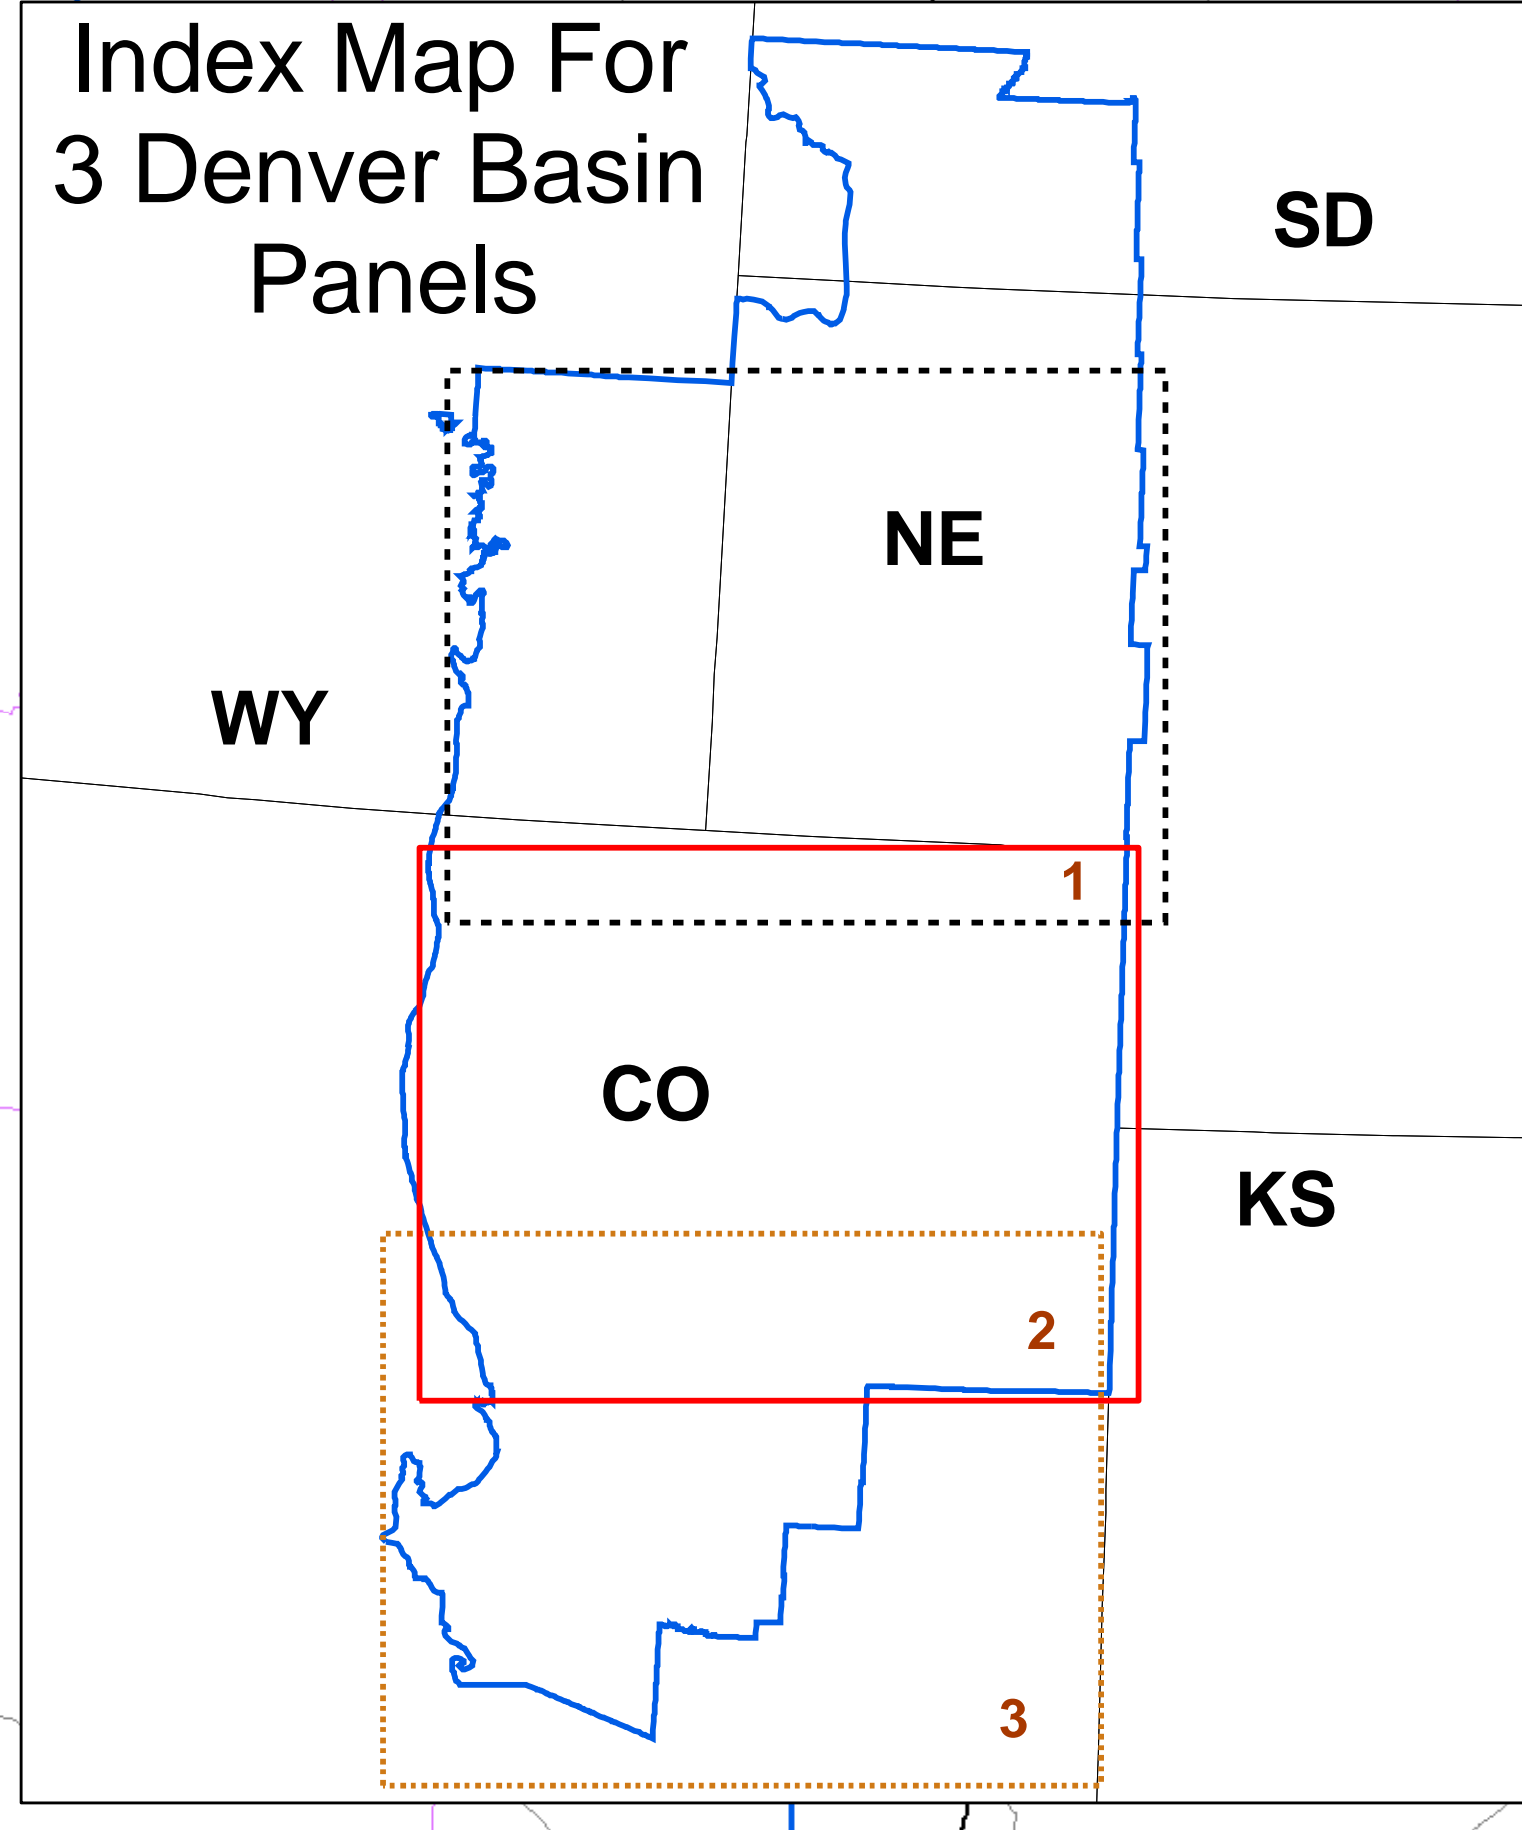 Index Map For
3 Denver Basin
Panels
SD
NE
WY
1
CO
KS
2
3